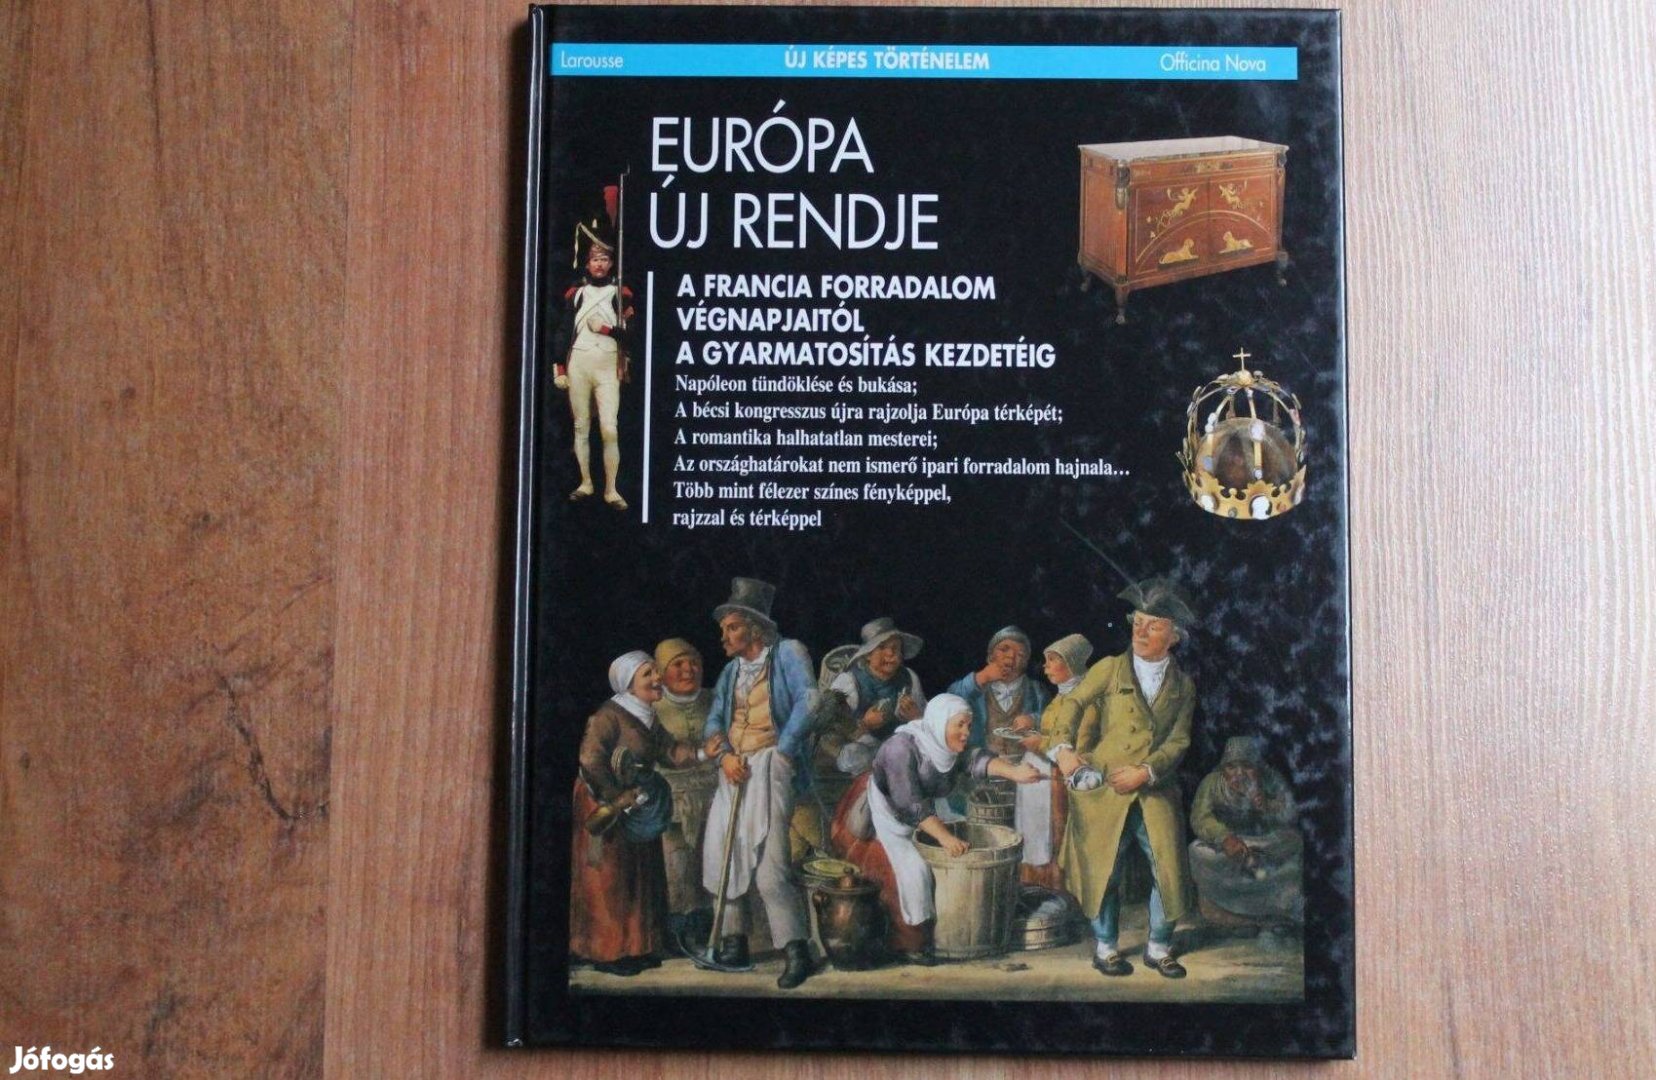 Larousse ÚJ KÉPES TÖRTÉNELEM Officina Nova
EURÓPA
ÚJ RENDJE
A FRANCIA FORRADALOM
VÉGNAPJAITÓL
A GYARMATOSÍTÁS KEZDETÉIG
Napóleon tündöklése és bukása;
A bécsi kongresszus újra rajzolja Európa térképét;
A romantika halhatatlan mesterei;
Az országhatárokat nem ismerő ipari forradalom hajnala...
Több mint félezer színes fényképpel,
rajzzal és térképpel
Jófogás